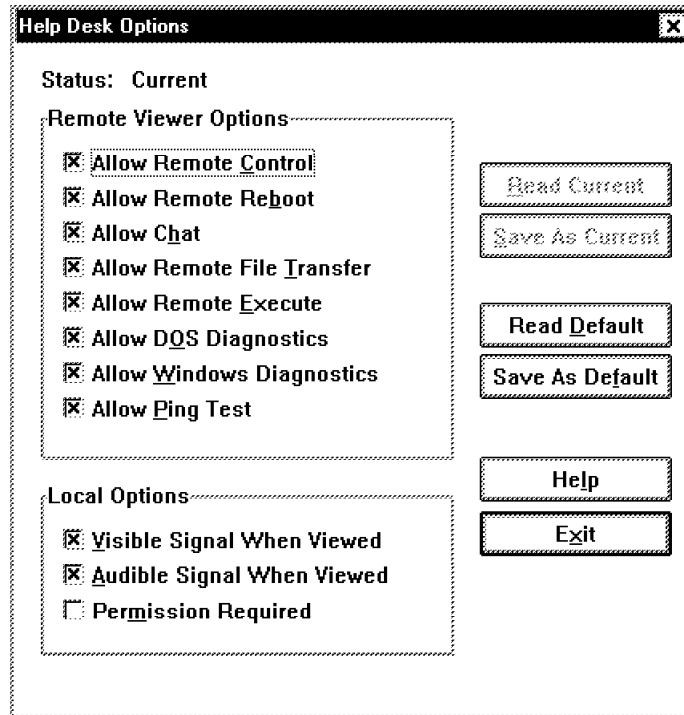 Help Desk Options
Status: Current
Remote Viewer Options
Allow Remote Control
Allow Remote Reboot
Allow Chat
Allow Remote File Transfer
Allow Remote Execute
Allow DOS Diagnostics
Allow Windows Diagnostics
Allow Ping Test
Local Options
Visible Signal When Viewed
Audible Signal When Viewed
Permission Required
Read Current
Save As Current
Read Default
Save As Default
Help
Exit